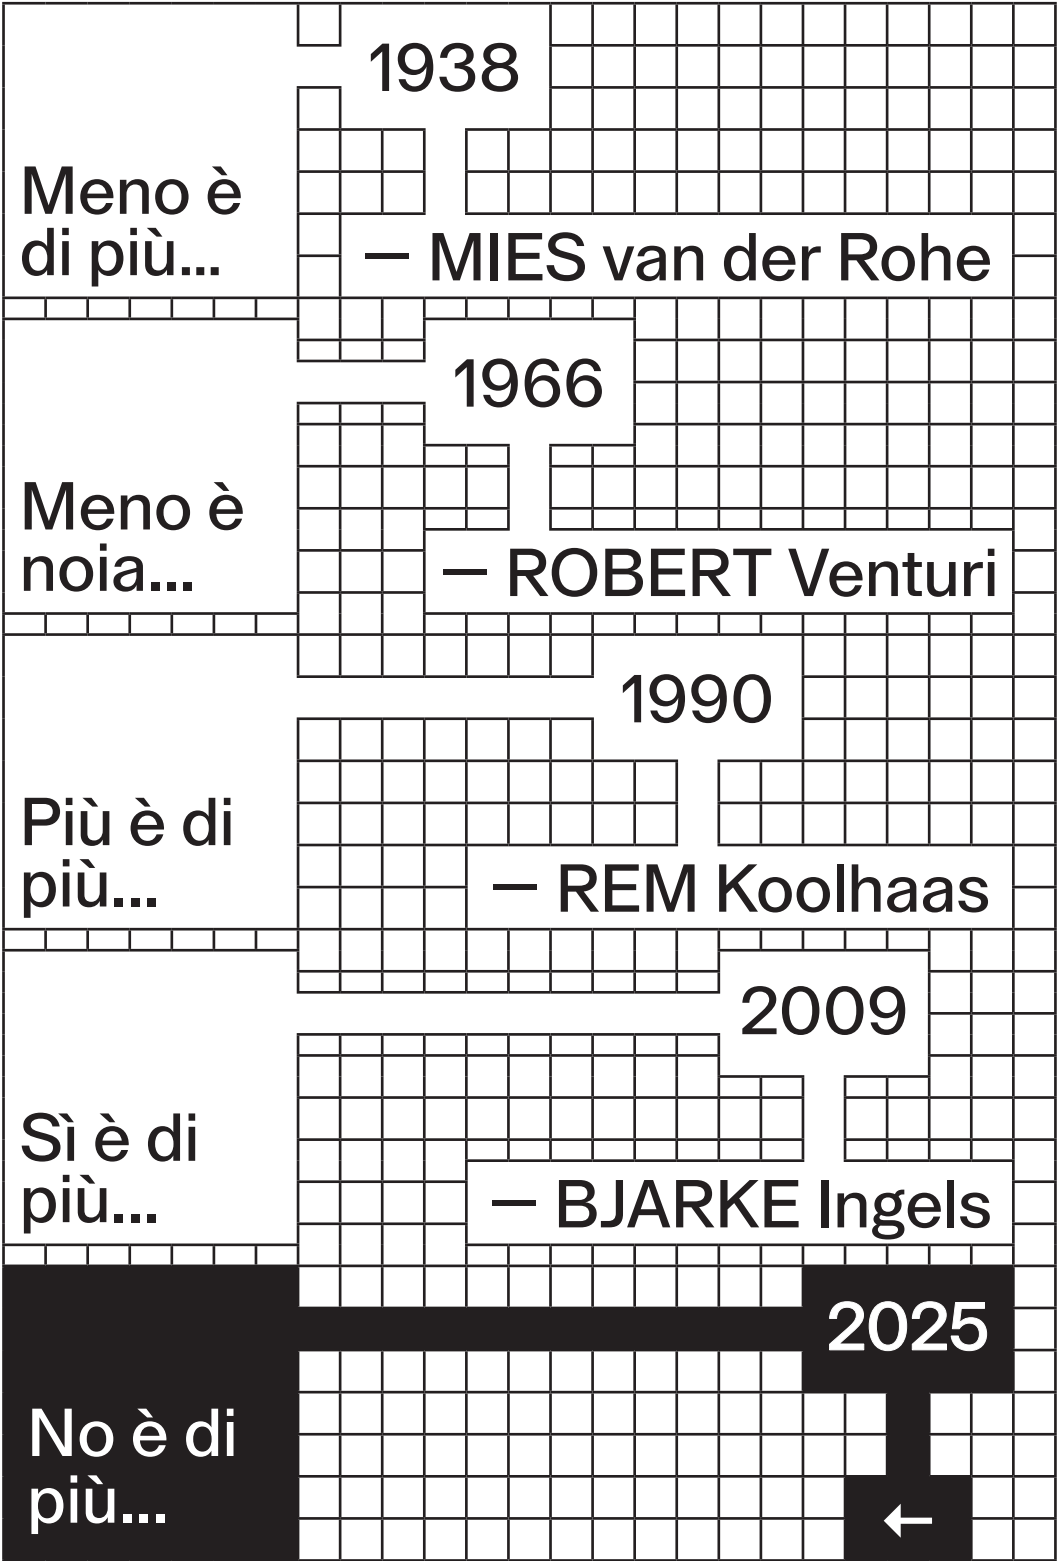 1938
Meno è
di più...
— MIES van der Rohe
1966
Meno è
noia...
— ROBERT Venturi
1990
Più è di
più...
— REM Koolhaas
2009
Sì è di
più...
— BJARKE Ingels
2025
No è di
più...
←